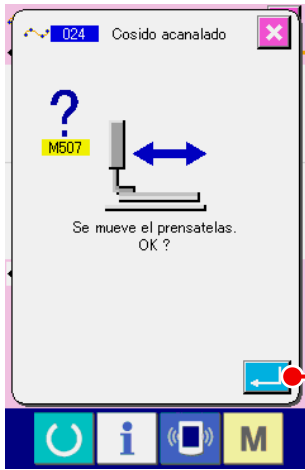 024 Cosido acanalado
?
M507
Se mueve el prensatelas.
OK ?
i M